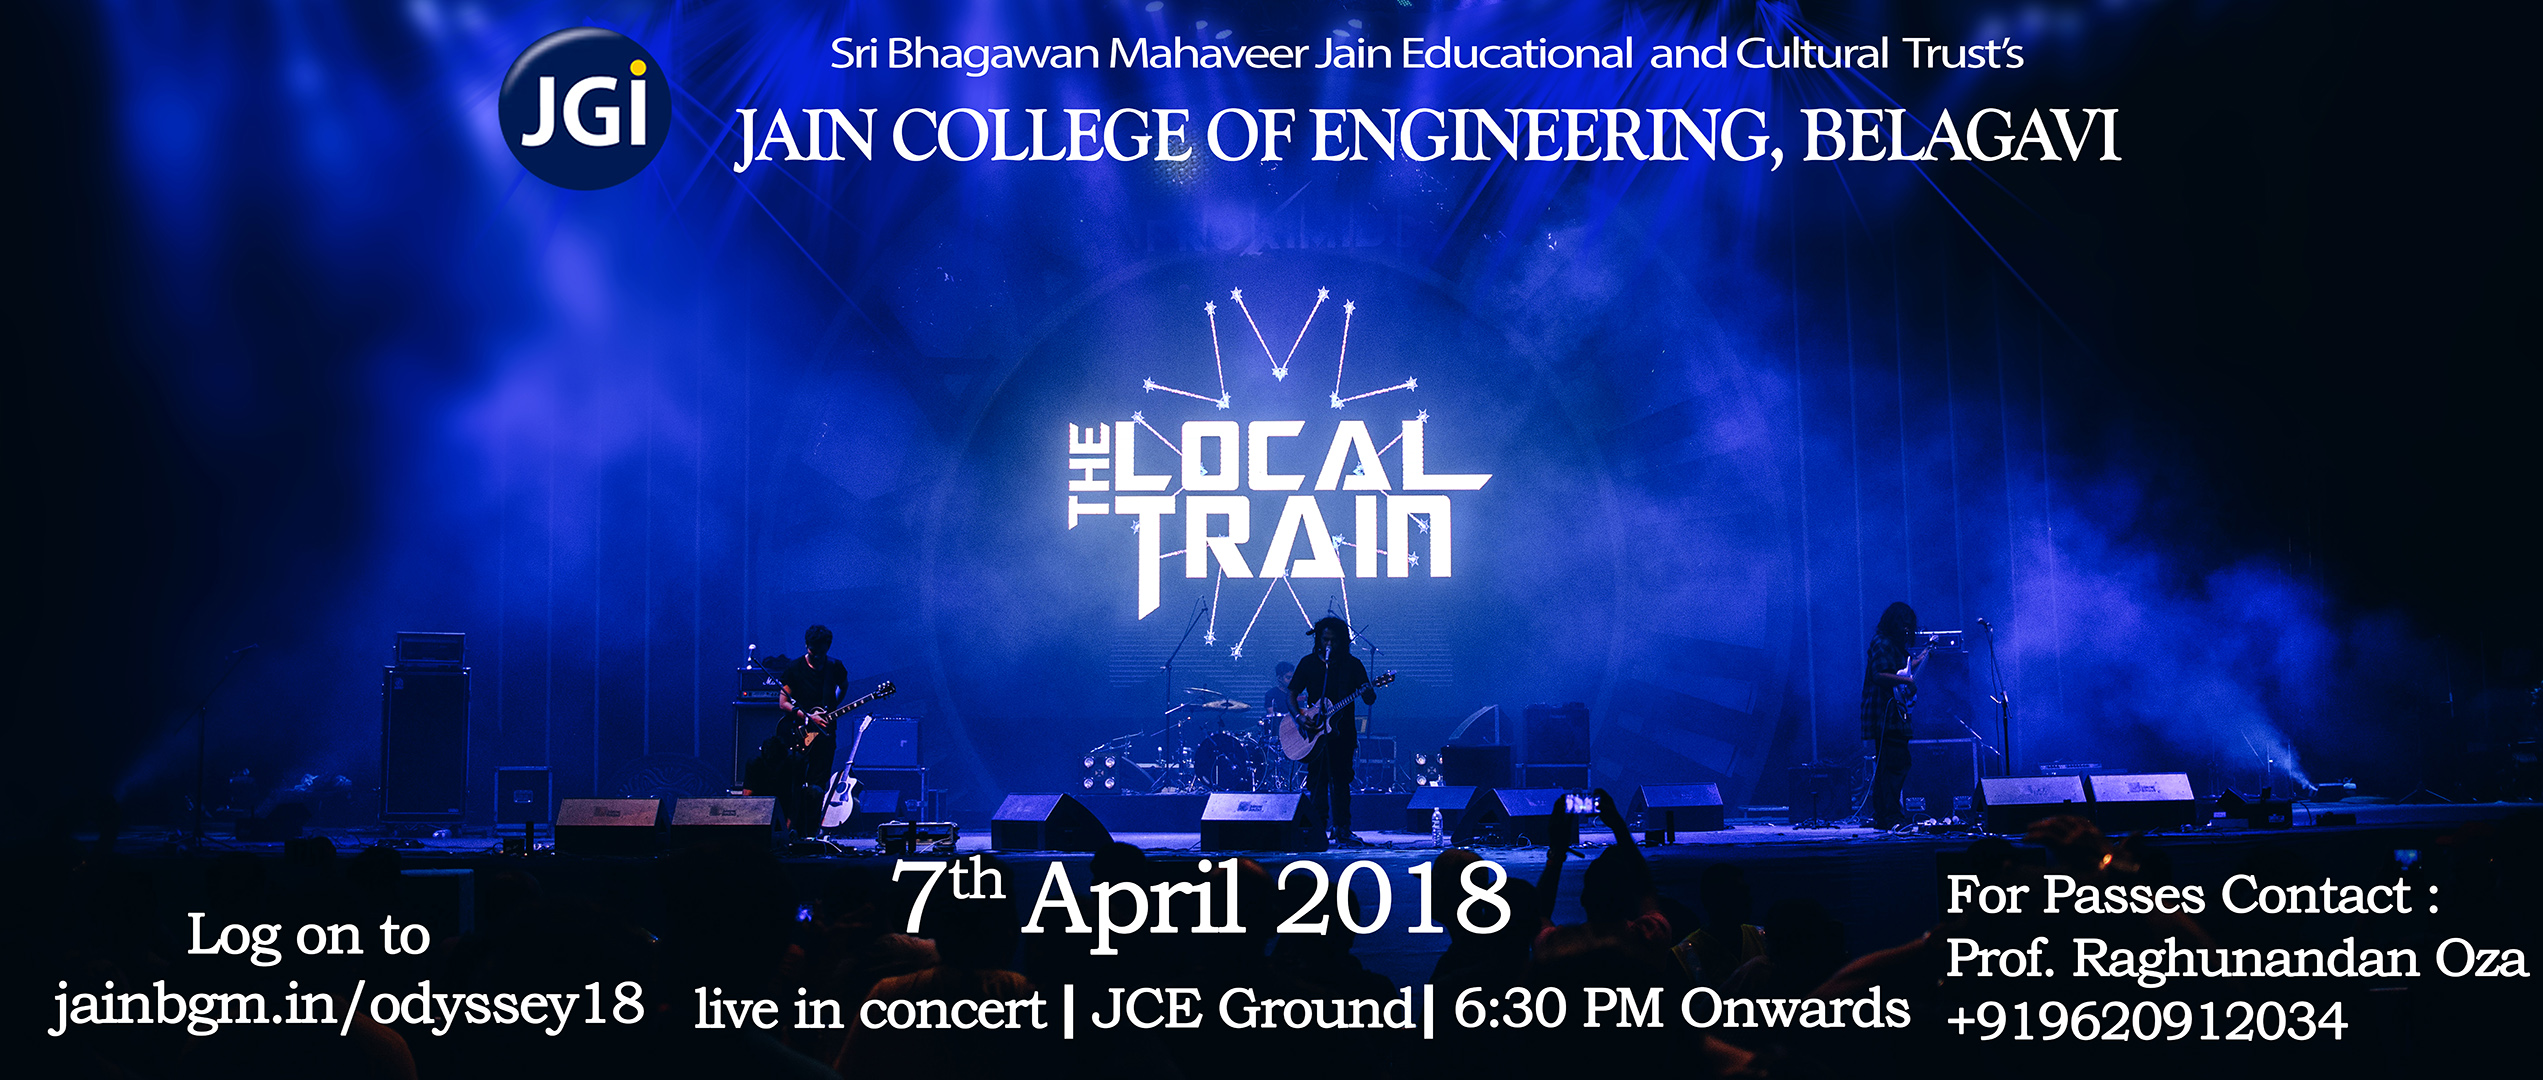 JGi
Sri Bhagawan Mahaveer Jain Educational and Cultural Trust's
JAIN COLLEGE OF ENGINEERING, BELAGAVI
THE LOCAL
TRAIN
7th April 2018
live in concert | JCE Ground | 6:30 PM Onwards
Log on to
jainbgm.in/odyssey18
For Passes Contact :
Prof. Raghunandan Oza
+919620912034